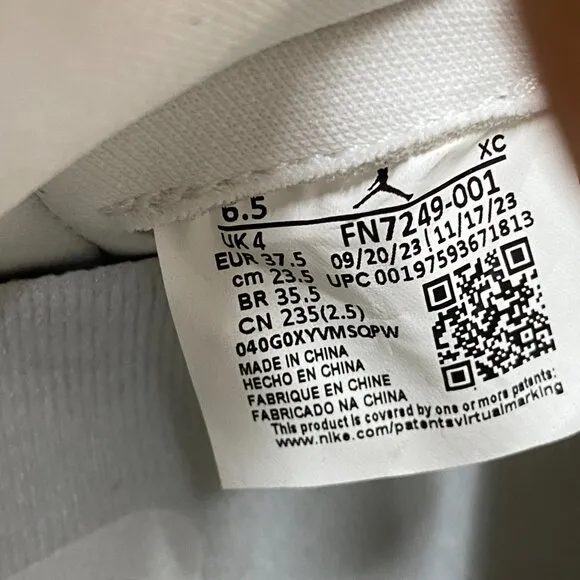 XC
6.5
UK 4
FN7249-001
EUR 37.5
09/20/23 | 11/17/23
cm 23.5
UPC 00197593671813
BR 35.5
CN 235(2.5)
040G0XYVMSQPW
MADE IN CHINA
HECHO EN CHINA
FABRIQUE EN CHINE
FABRICADO NA CHINA
This product is covered by one or more patents:
www.nike.com/patentsvirtualmarking